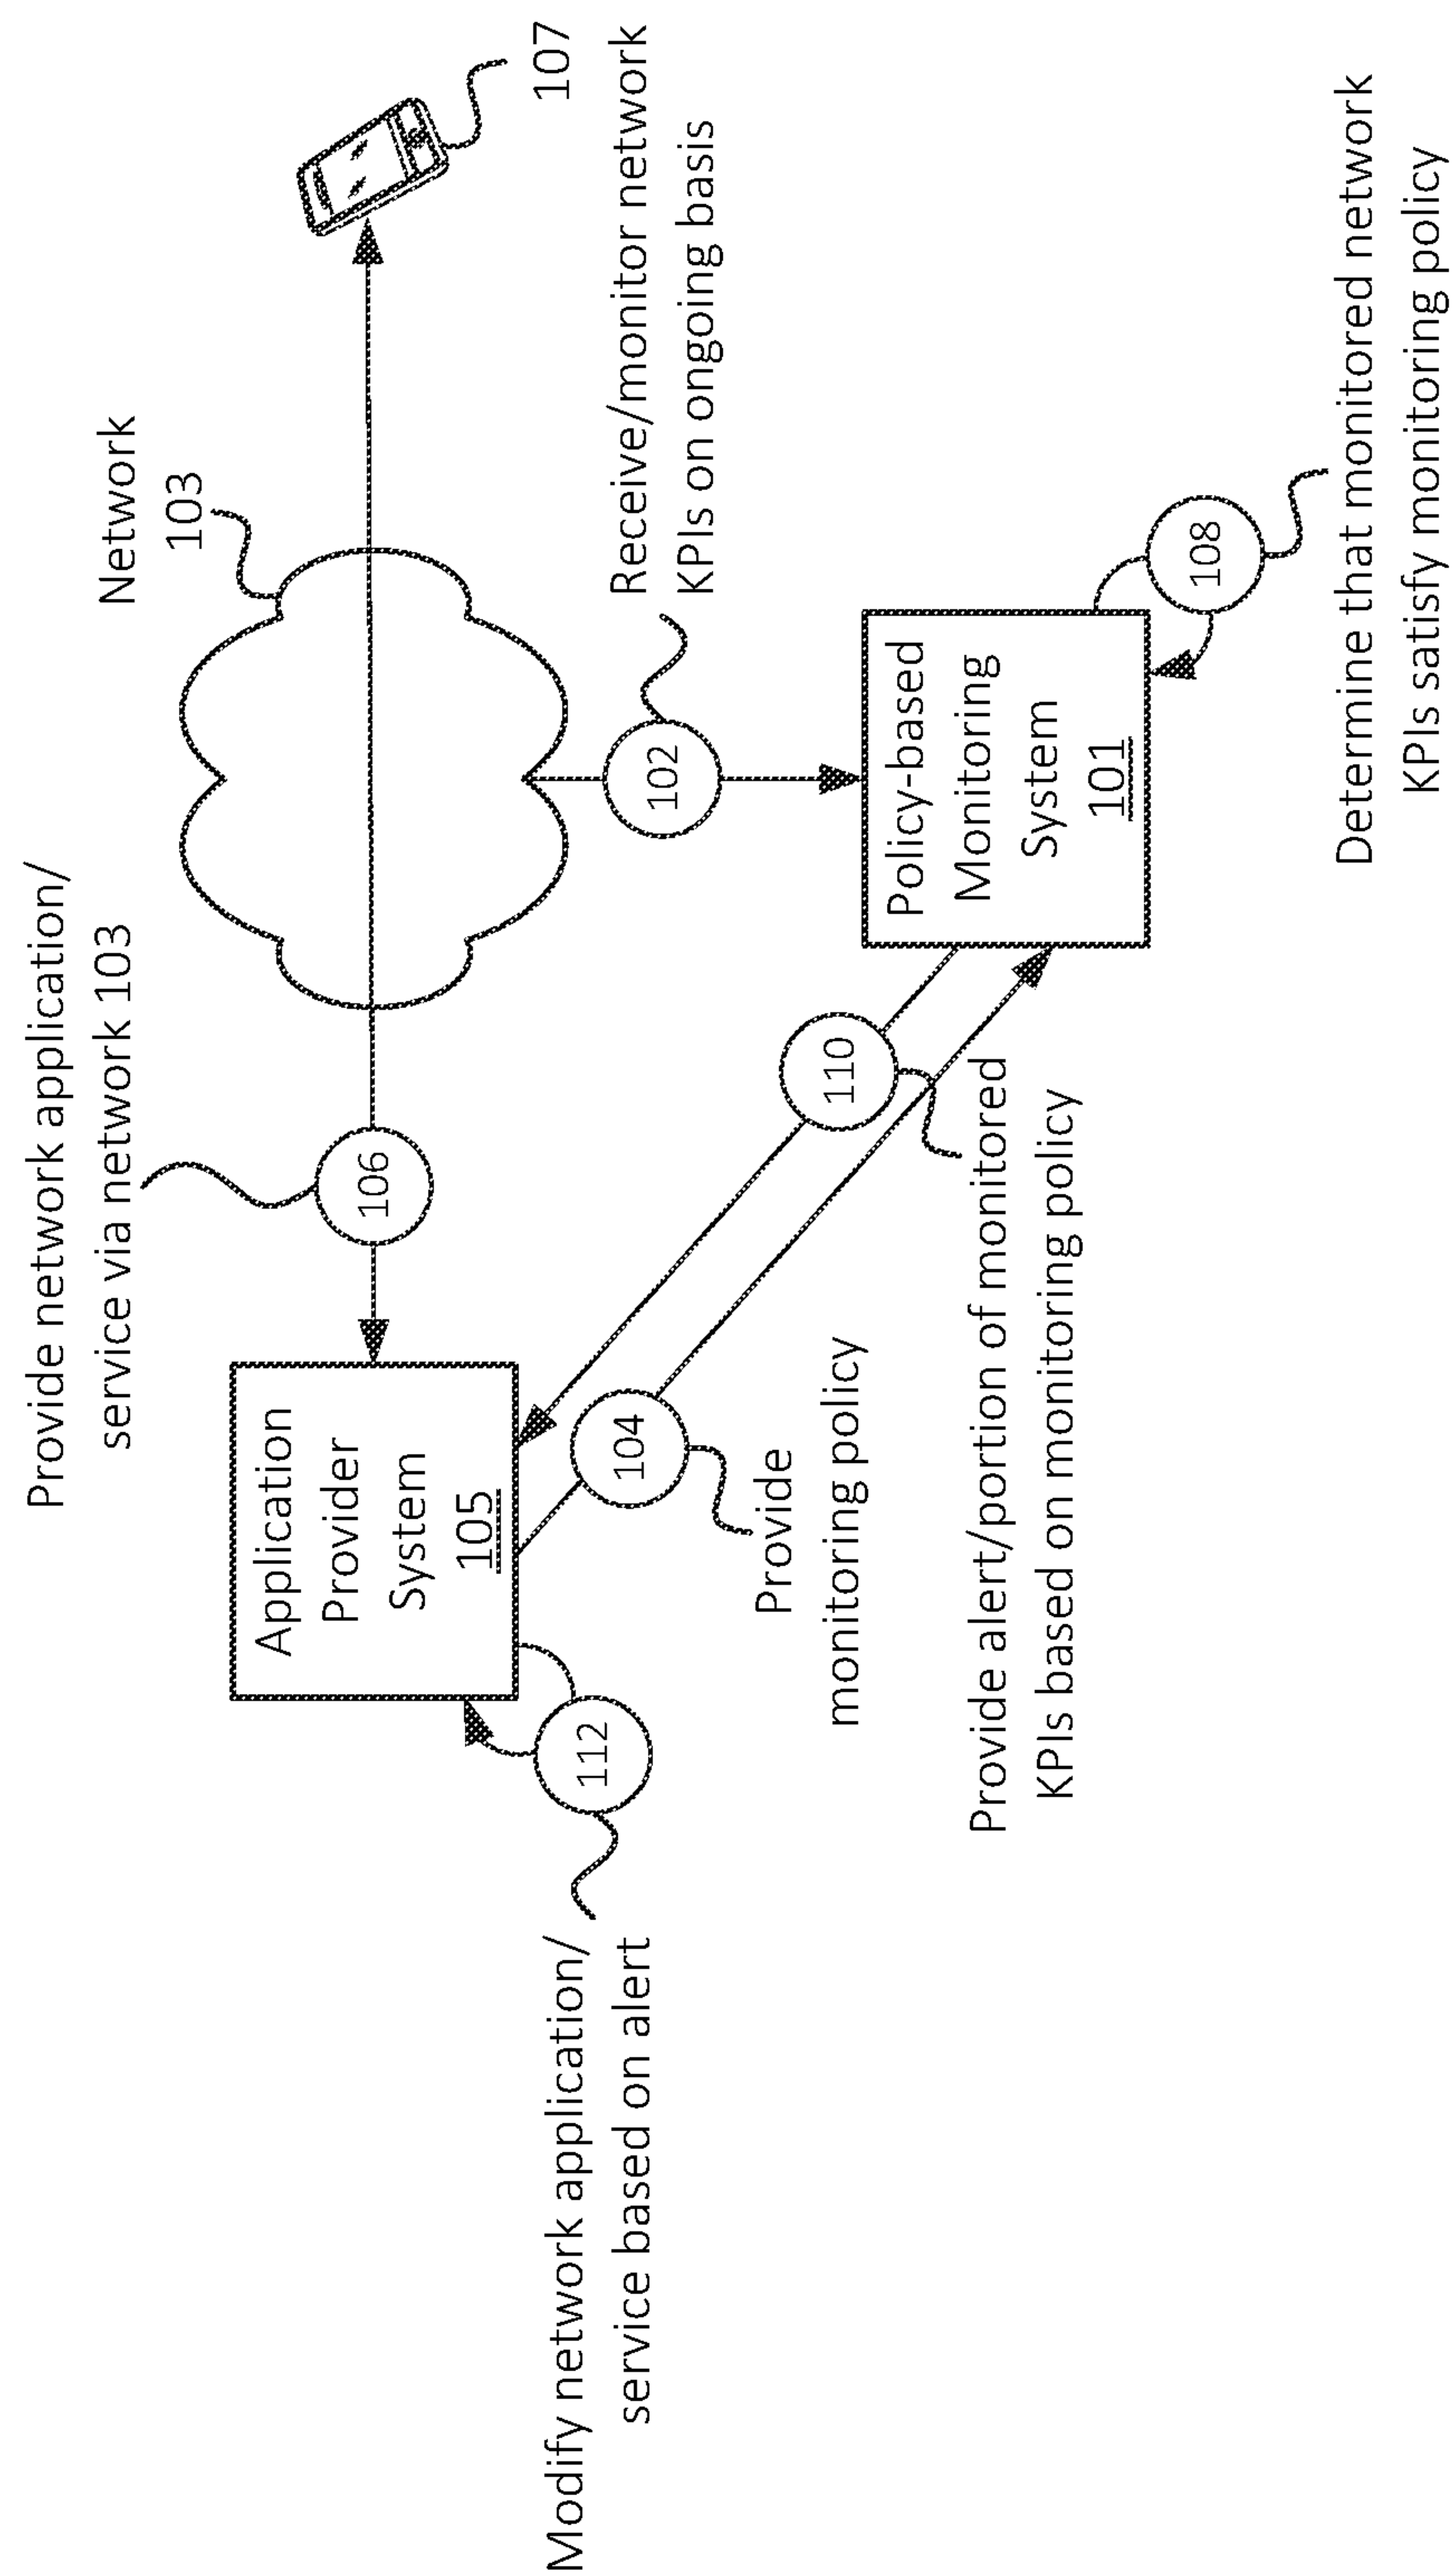 Provide network application/
service via network 103
Network
103
107
106
Application
Provider
System
105
Receive/monitor network
KPIs on ongoing basis
102
Policy-based
Monitoring
System
101
112
Modify network application/
service based on alert
104
Provide
monitoring policy
110
Provide alert/portion of monitored
KPIs based on monitoring policy
108
Determine that monitored network
KPIs satisfy monitoring policy